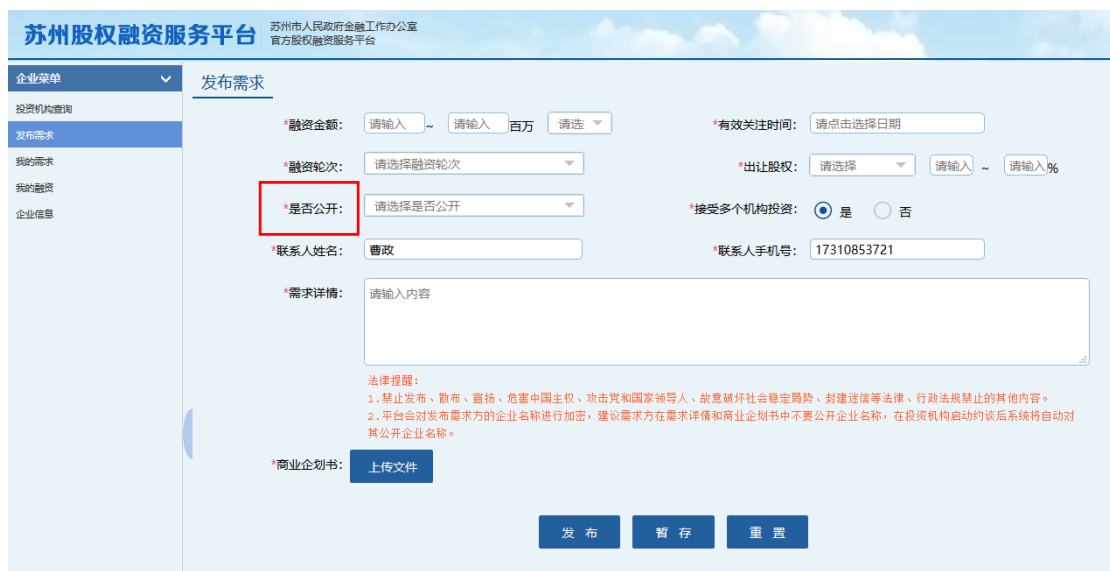 苏州股权融资服务平台
苏州市人民政府金融工作办公室
官方股权融资服务平台
企业菜单
投资机构查询
发布需求
我的需求
我的融资
企业信息
发布需求
*融资金额： 请输入 ~ 请输入 百万 请选 *有效关注时间： 请点击选择日期
*融资轮次： 请选择融资轮次 *出让股权： 请选择 请输入 ~ 请输入 %
*是否公开： 请选择是否公开 *接受多个机构投资： 是 否
*联系人姓名： 曹政 *联系人手机号： 17310853721
*需求详情： 请输入内容
法律提醒：
1.禁止发布、散布、宣扬、危害中国主权、攻击党和国家领导人、故意破坏社会稳定局势、封建迷信等法律、行政法规禁止的其他内容。
2.平台会对发布需求方的企业名称进行加密，建议需求方在需求详情和商业企划书中不要公开企业名称，在投资机构启动约谈后系统将自动对
其公开企业名称。
*商业企划书： 上传文件
发 布 暂 存 重 置